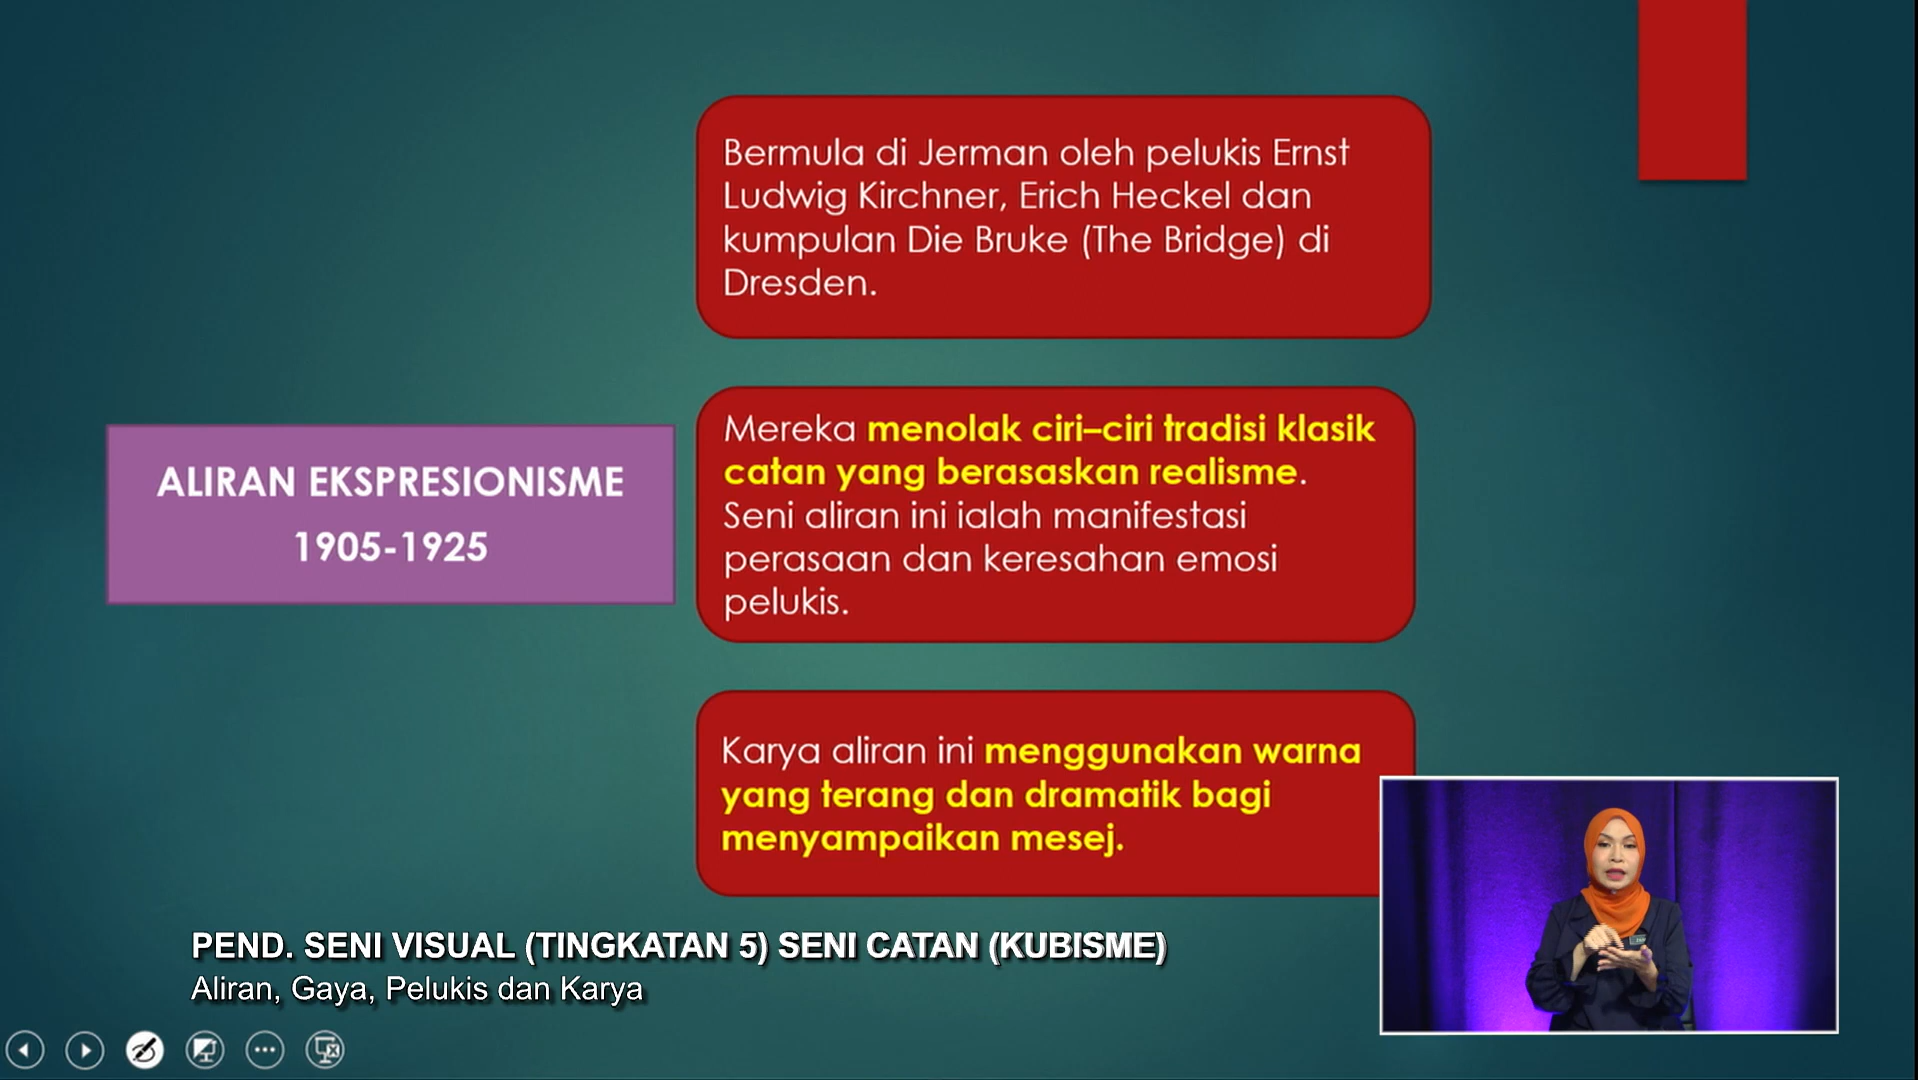 ALIRAN EKSPRESIONISME
1905-1925
Bermula di Jerman oleh pelukis Ernst
Ludwig Kirchner, Erich Heckel dan
kumpulan Die Bruke (The Bridge) di
Dresden.
Mereka menolak ciri–ciri tradisi klasik
catan yang berasaskan realisme.
Seni aliran ini ialah manifestasi
perasaan dan keresahan emosi
pelukis.
Karya aliran ini menggunakan warna
yang terang dan dramatik bagi
menyampaikan mesej.
PEND. SENI VISUAL (TINGKATAN 5) SENI CATAN (KUBISME)
Aliran, Gaya, Pelukis dan Karya